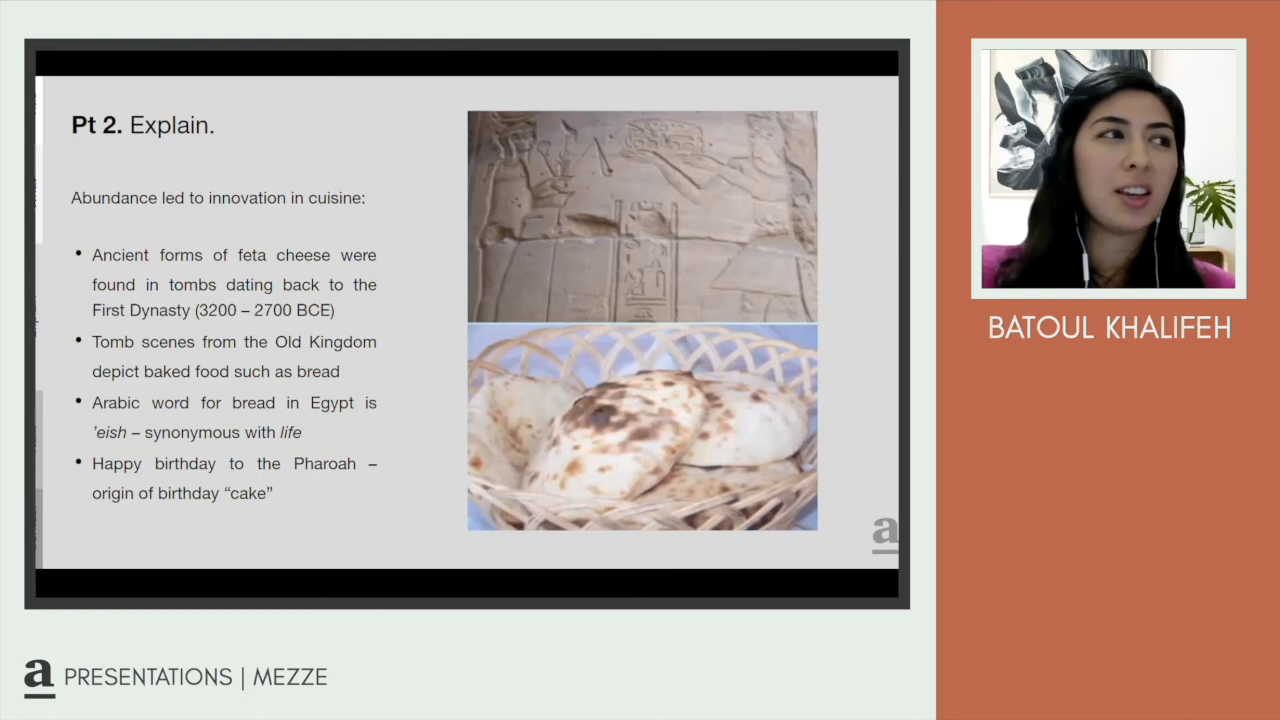 Pt 2. Explain.
Abundance led to innovation in cuisine:
• Ancient forms of feta cheese were
found in tombs dating back to the
First Dynasty (3200 – 2700 BCE)
• Tomb scenes from the Old Kingdom
depict baked food such as bread
• Arabic word for bread in Egypt is
’eish – synonymous with life
• Happy birthday to the Pharoah –
origin of birthday “cake”
a
BATOUL KHALIFEH
a PRESENTATIONS | MEZZE